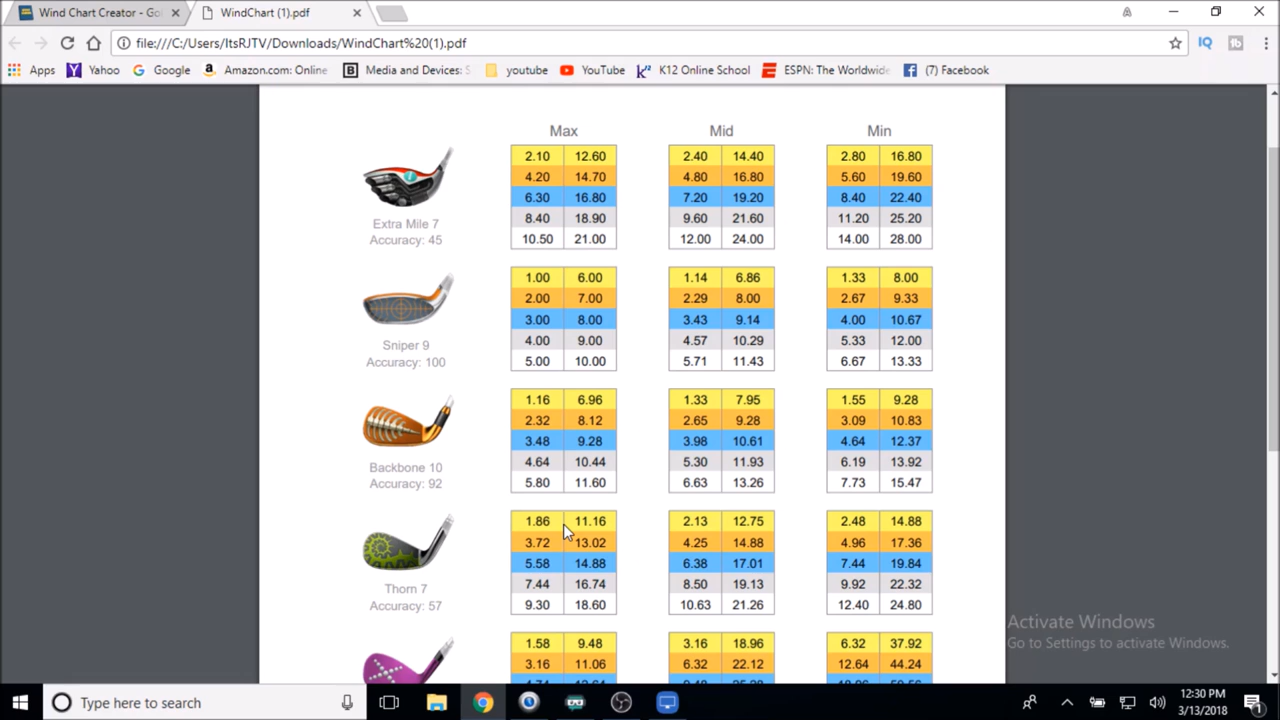 Wind Chart Creator - Go
WindChart (1).pdf
file:///C:/Users/ItsRJTV/Downloads/WindChart%20(1).pdf
Apps Yahoo Google Amazon.com: Online Media and Devices: S youtube YouTube K12 Online School ESPN: The Worldwide (7) Facebook
Max Mid Min
2.10 12.60 2.40 14.40 2.80 16.80
4.20 14.70 4.80 16.80 5.60 19.60
6.30 16.80 7.20 19.20 8.40 22.40
8.40 18.90 9.60 21.60 11.20 25.20
10.50 21.00 12.00 24.00 14.00 28.00
Extra Mile 7
Accuracy: 45
1.00 6.00 1.14 6.86 1.33 8.00
2.00 7.00 2.29 8.00 2.67 9.33
3.00 8.00 3.43 9.14 4.00 10.67
4.00 9.00 4.57 10.29 5.33 12.00
5.00 10.00 5.71 11.43 6.67 13.33
Sniper 9
Accuracy: 100
1.16 6.96 1.33 7.95 1.55 9.28
2.32 8.12 2.65 9.28 3.09 10.83
3.48 9.28 3.98 10.61 4.64 12.37
4.64 10.44 5.30 11.93 6.19 13.92
5.80 11.60 6.63 13.26 7.73 15.47
Backbone 10
Accuracy: 92
1.86 11.16 2.13 12.75 2.48 14.88
3.72 13.02 4.25 14.88 4.96 17.36
5.58 14.88 6.38 17.01 7.44 19.84
7.44 16.74 8.50 19.13 9.92 22.32
9.30 18.60 10.63 21.26 12.40 24.80
Thorn 7
Accuracy: 57
1.58 9.48 3.16 18.96 6.32 37.92
3.16 11.06 6.32 22.12 12.64 44.24
Activate Windows
Go to Settings to activate Windows.
Type here to search
12:30 PM
3/13/2018